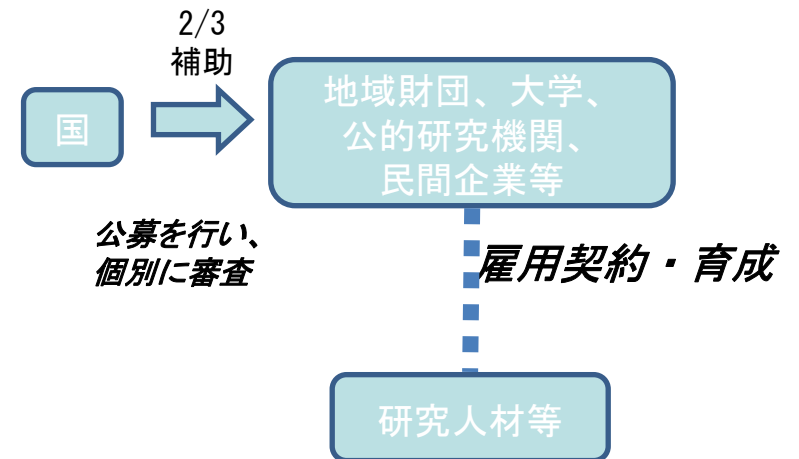 2/3
補助
国
地域財団、大学、
公的研究機関、
民間企業等
公募を行い、
個別に審査
雇用契約・育成
研究人材等